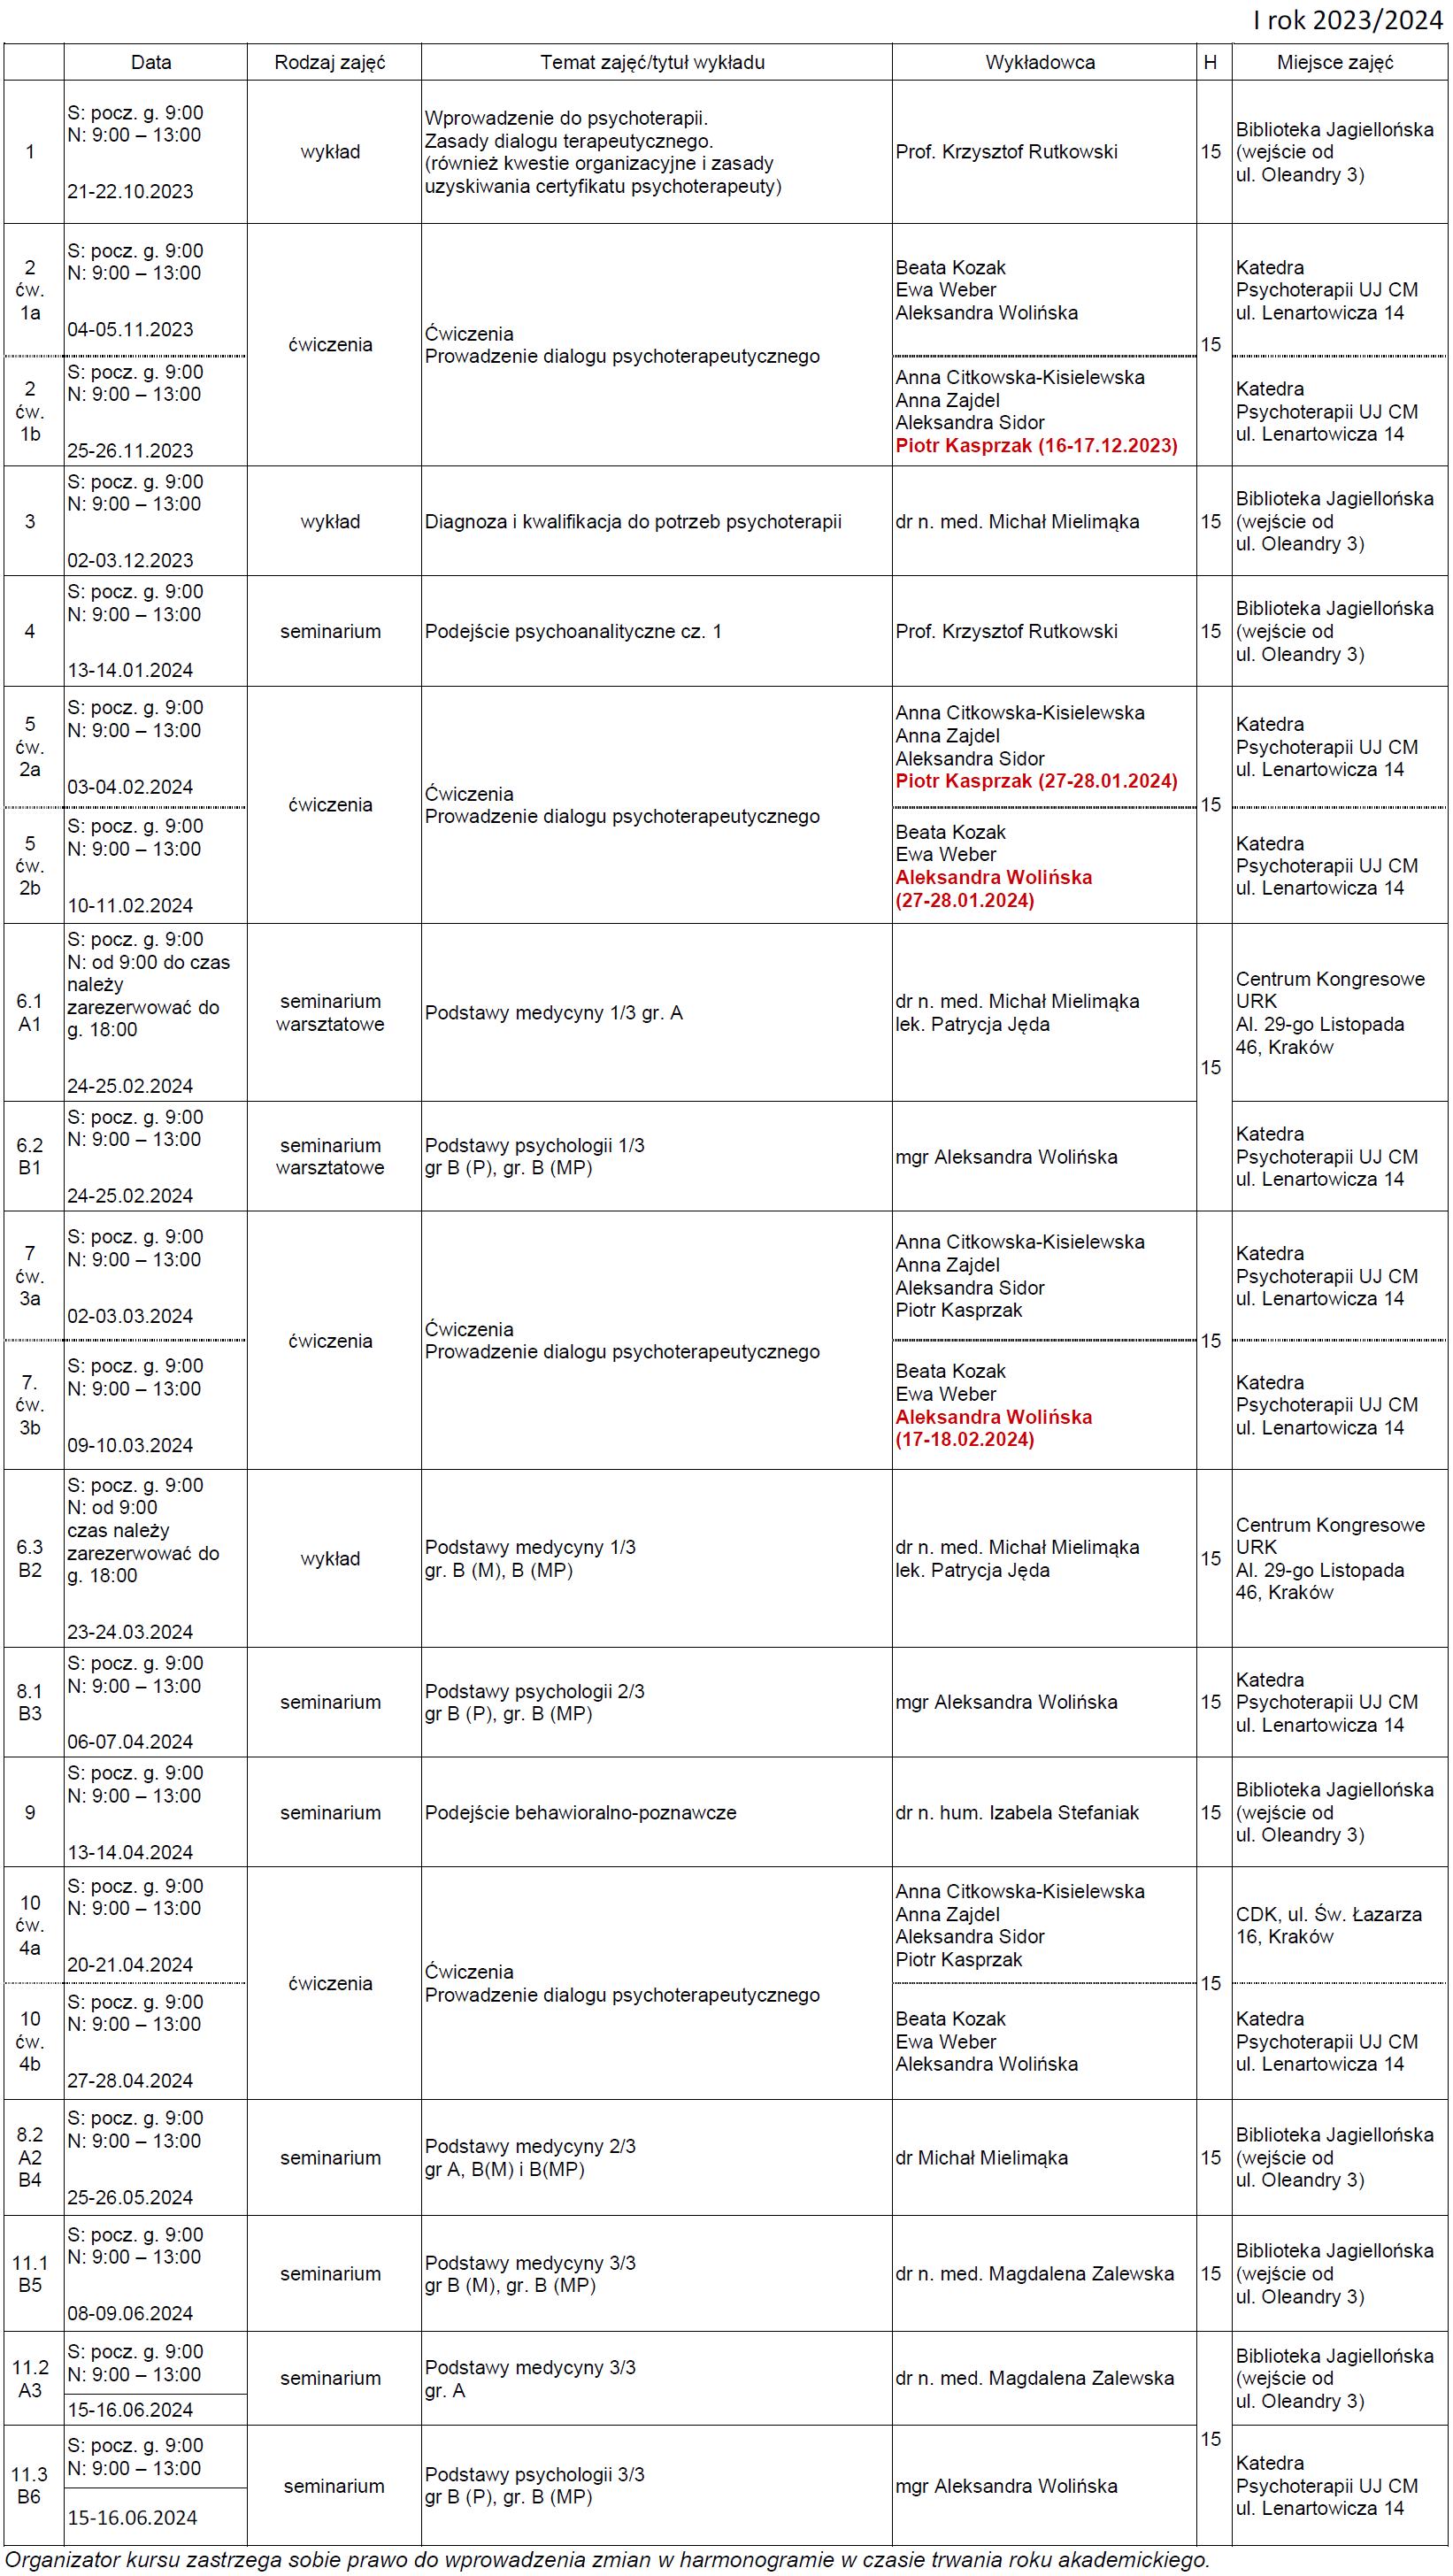 I rok 2023/2024
Data
Rodzaj zajęć
Temat zajęć/tytuł wykładu
Wykładowca
H
Miejsce zajęć
1
S: pocz. g. 9:00
N: 9:00 – 13:00
21-22.10.2023
wykład
Wprowadzenie do psychoterapii.
Zasady dialogu terapeutycznego.
(również kwestie organizacyjne i zasady
uzyskiwania certyfikatu psychoterapeuty)
Prof. Krzysztof Rutkowski
15
Biblioteka Jagiellońska
(wejście od
ul. Oleandry 3)
2
ćw.
1a
S: pocz. g. 9:00
N: 9:00 – 13:00
04-05.11.2023
ćwiczenia
Ćwiczenia
Prowadzenie dialogu psychoterapeutycznego
Beata Kozak
Ewa Weber
Aleksandra Wolińska
15
Katedra
Psychoterapii UJ CM
ul. Lenartowicza 14
2
ćw.
1b
S: pocz. g. 9:00
N: 9:00 – 13:00
25-26.11.2023
Anna Citkowska-Kisielewska
Anna Zajdel
Aleksandra Sidor
Piotr Kasprzak (16-17.12.2023)
Katedra
Psychoterapii UJ CM
ul. Lenartowicza 14
3
S: pocz. g. 9:00
N: 9:00 – 13:00
02-03.12.2023
wykład
Diagnoza i kwalifikacja do potrzeb psychoterapii
dr n. med. Michał Mielimąka
15
Biblioteka Jagiellońska
(wejście od
ul. Oleandry 3)
4
S: pocz. g. 9:00
N: 9:00 – 13:00
13-14.01.2024
seminarium
Podejście psychoanalityczne cz. 1
Prof. Krzysztof Rutkowski
15
Biblioteka Jagiellońska
(wejście od
ul. Oleandry 3)
5
ćw.
2a
S: pocz. g. 9:00
N: 9:00 – 13:00
03-04.02.2024
ćwiczenia
Ćwiczenia
Prowadzenie dialogu psychoterapeutycznego
Anna Citkowska-Kisielewska
Anna Zajdel
Aleksandra Sidor
Piotr Kasprzak (27-28.01.2024)
15
Katedra
Psychoterapii UJ CM
ul. Lenartowicza 14
5
ćw.
2b
S: pocz. g. 9:00
N: 9:00 – 13:00
10-11.02.2024
Beata Kozak
Ewa Weber
Aleksandra Wolińska
(27-28.01.2024)
Katedra
Psychoterapii UJ CM
ul. Lenartowicza 14
6.1
A1
S: pocz. g. 9:00
N: od 9:00 do czas
należy
zarezerwować do
g. 18:00
24-25.02.2024
seminarium
warsztatowe
Podstawy medycyny 1/3 gr. A
dr n. med. Michał Mielimąka
lek. Patrycja Jęda
15
Centrum Kongresowe
URK
Al. 29-go Listopada
46, Kraków
6.2
B1
S: pocz. g. 9:00
N: 9:00 – 13:00
24-25.02.2024
seminarium
warsztatowe
Podstawy psychologii 1/3
gr B (P), gr. B (MP)
mgr Aleksandra Wolińska
Katedra
Psychoterapii UJ CM
ul. Lenartowicza 14
7
ćw.
3a
S: pocz. g. 9:00
N: 9:00 – 13:00
02-03.03.2024
ćwiczenia
Ćwiczenia
Prowadzenie dialogu psychoterapeutycznego
Anna Citkowska-Kisielewska
Anna Zajdel
Aleksandra Sidor
Piotr Kasprzak
15
Katedra
Psychoterapii UJ CM
ul. Lenartowicza 14
7.
ćw.
3b
S: pocz. g. 9:00
N: 9:00 – 13:00
09-10.03.2024
Beata Kozak
Ewa Weber
Aleksandra Wolińska
(17-18.02.2024)
Katedra
Psychoterapii UJ CM
ul. Lenartowicza 14
6.3
B2
S: pocz. g. 9:00
N: od 9:00
czas należy
zarezerwować do
g. 18:00
23-24.03.2024
wykład
Podstawy medycyny 1/3
gr. B (M), B (MP)
dr n. med. Michał Mielimąka
lek. Patrycja Jęda
15
Centrum Kongresowe
URK
Al. 29-go Listopada
46, Kraków
8.1
B3
S: pocz. g. 9:00
N: 9:00 – 13:00
06-07.04.2024
seminarium
Podstawy psychologii 2/3
gr B (P), gr. B (MP)
mgr Aleksandra Wolińska
15
Katedra
Psychoterapii UJ CM
ul. Lenartowicza 14
9
S: pocz. g. 9:00
N: 9:00 – 13:00
13-14.04.2024
seminarium
Podejście behawioralno-poznawcze
dr n. hum. Izabela Stefaniak
15
Biblioteka Jagiellońska
(wejście od
ul. Oleandry 3)
10
ćw.
4a
S: pocz. g. 9:00
N: 9:00 – 13:00
20-21.04.2024
ćwiczenia
Ćwiczenia
Prowadzenie dialogu psychoterapeutycznego
Anna Citkowska-Kisielewska
Anna Zajdel
Aleksandra Sidor
Piotr Kasprzak
15
CDK, ul. Św. Łazarza
16, Kraków
10
ćw.
4b
S: pocz. g. 9:00
N: 9:00 – 13:00
27-28.04.2024
Beata Kozak
Ewa Weber
Aleksandra Wolińska
Katedra
Psychoterapii UJ CM
ul. Lenartowicza 14
8.2
A2
B4
S: pocz. g. 9:00
N: 9:00 – 13:00
25-26.05.2024
seminarium
Podstawy medycyny 2/3
gr A, B(M) i B(MP)
dr Michał Mielimąka
15
Biblioteka Jagiellońska
(wejście od
ul. Oleandry 3)
11.1
B5
S: pocz. g. 9:00
N: 9:00 – 13:00
08-09.06.2024
seminarium
Podstawy medycyny 3/3
gr B (M), gr. B (MP)
dr n. med. Magdalena Zalewska
15
Biblioteka Jagiellońska
(wejście od
ul. Oleandry 3)
11.2
A3
S: pocz. g. 9:00
N: 9:00 – 13:00
15-16.06.2024
seminarium
Podstawy medycyny 3/3
gr. A
dr n. med. Magdalena Zalewska
15
Biblioteka Jagiellońska
(wejście od
ul. Oleandry 3)
11.3
B6
S: pocz. g. 9:00
N: 9:00 – 13:00
15-16.06.2024
seminarium
Podstawy psychologii 3/3
gr B (P), gr. B (MP)
mgr Aleksandra Wolińska
Katedra
Psychoterapii UJ CM
ul. Lenartowicza 14
Organizator kursu zastrzega sobie prawo do wprowadzenia zmian w harmonogramie w czasie trwania roku akademickiego.